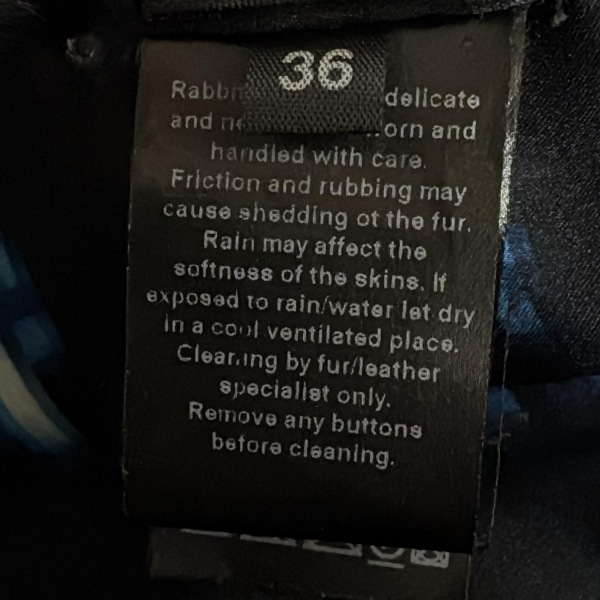 36
delicate
and and
handled with care.
Friction and rubbing may
cause shedding of the fur.
Rain may affect the
softness of the skins. If
exposed to rain/water let dry
in a cool ventilated place.
Cleaning by fur/leather
specialist only.
Remove any buttons
before cleaning.